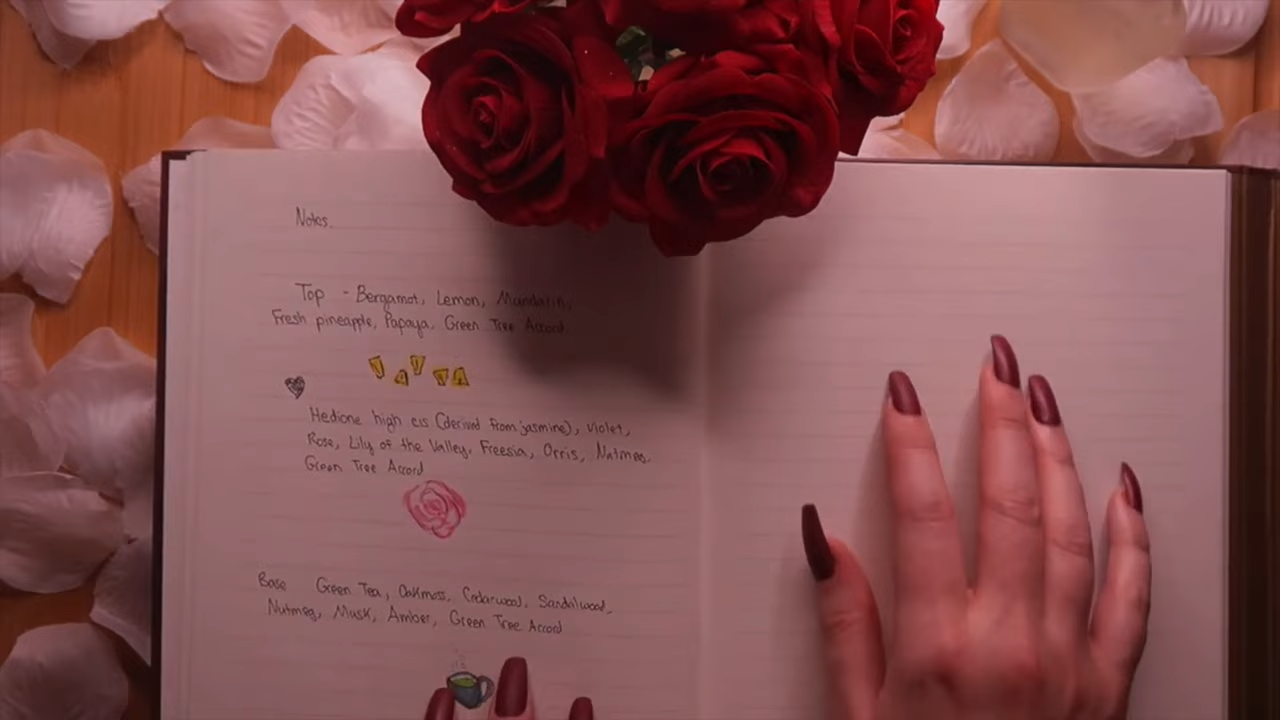 Notes.
Top - Bergamot, Lemon, Mandarin,
Fresh pineapple, Papaya, Green Tree Accord
Hedione high cis (derived from jasmine), violet,
Rose, Lily of the Valley, Freesia, Orris, Nutmeg,
Green Tree Accord
Base Green Tea, Oakmoss, Cedarwood, Sandalwood,
Nutmeg, Musk, Amber, Green Tree Accord